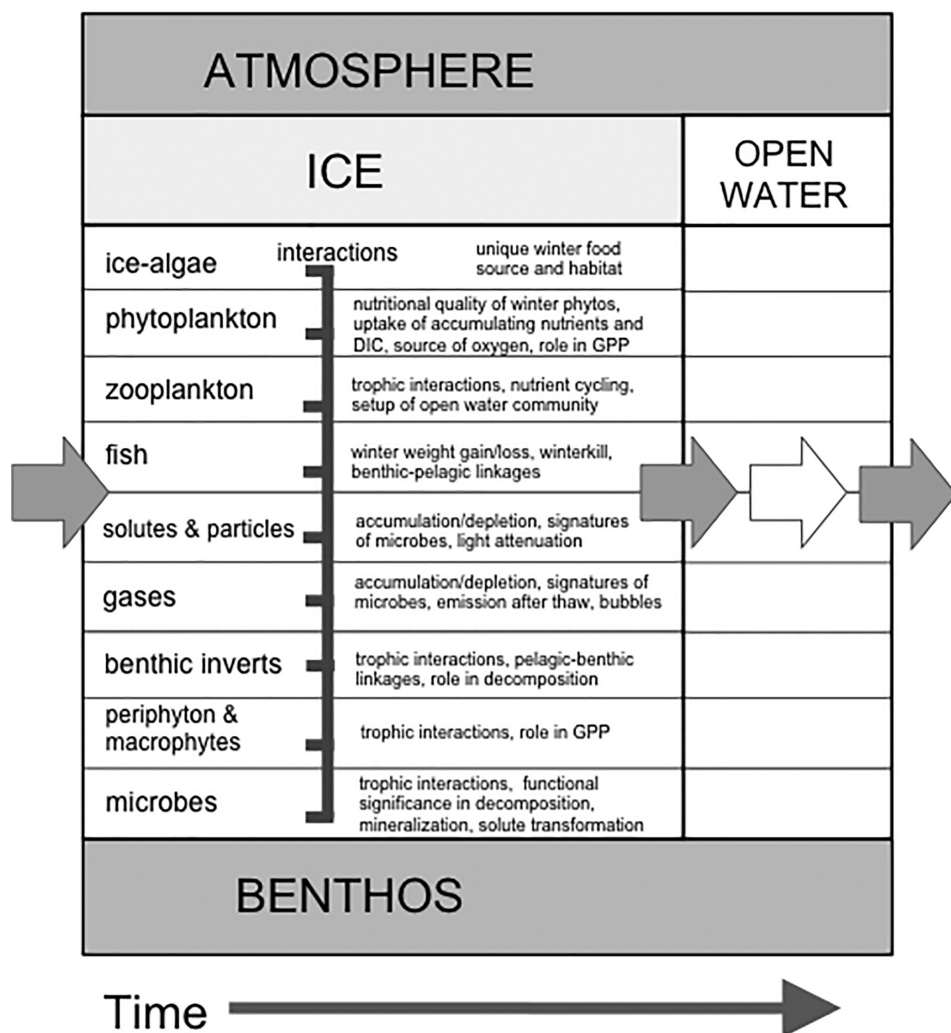 ATMOSPHERE
ICE
OPEN
WATER
ice-algae
interactions
unique winter food
source and habitat
phytoplankton
nutritional quality of winter phytos,
uptake of accumulating nutrients and
DIC, source of oxygen, role in GPP
zooplankton
trophic interactions, nutrient cycling,
setup of open water community
fish
winter weight gain/loss, winterkill,
benthic-pelagic linkages
solutes & particles
accumulation/depletion, signatures
of microbes, light attenuation
gases
accumulation/depletion, signatures of
microbes, emission after thaw, bubbles
benthic inverts
trophic interactions, pelagic-benthic
linkages, role in decomposition
periphyton &
macrophytes
trophic interactions, role in GPP
microbes
trophic interactions, functional
significance in decomposition,
mineralization, solute transformation
BENTHOS
Time